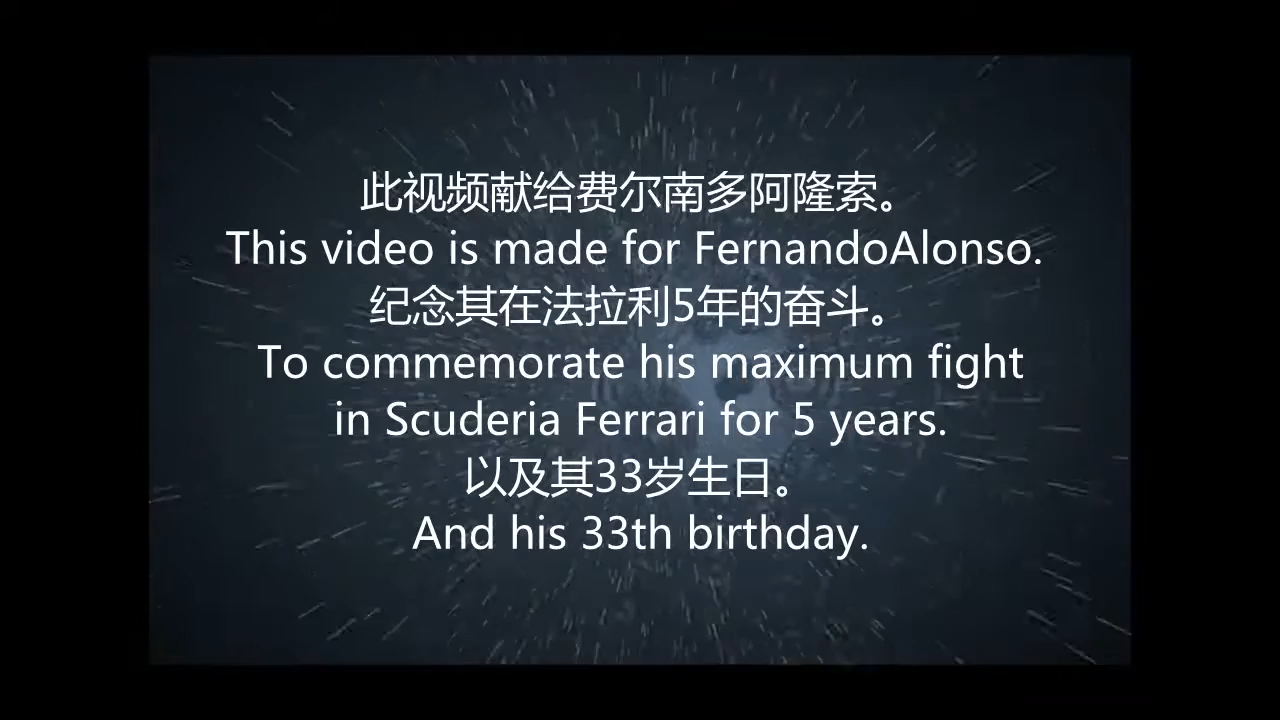 此视频献给费尔南多阿隆索。
This video is made for FernandoAlonso.
纪念其在法拉利5年的奋斗。
To commemorate his maximum fight
in Scuderia Ferrari for 5 years.
以及其33岁生日。
And his 33th birthday.